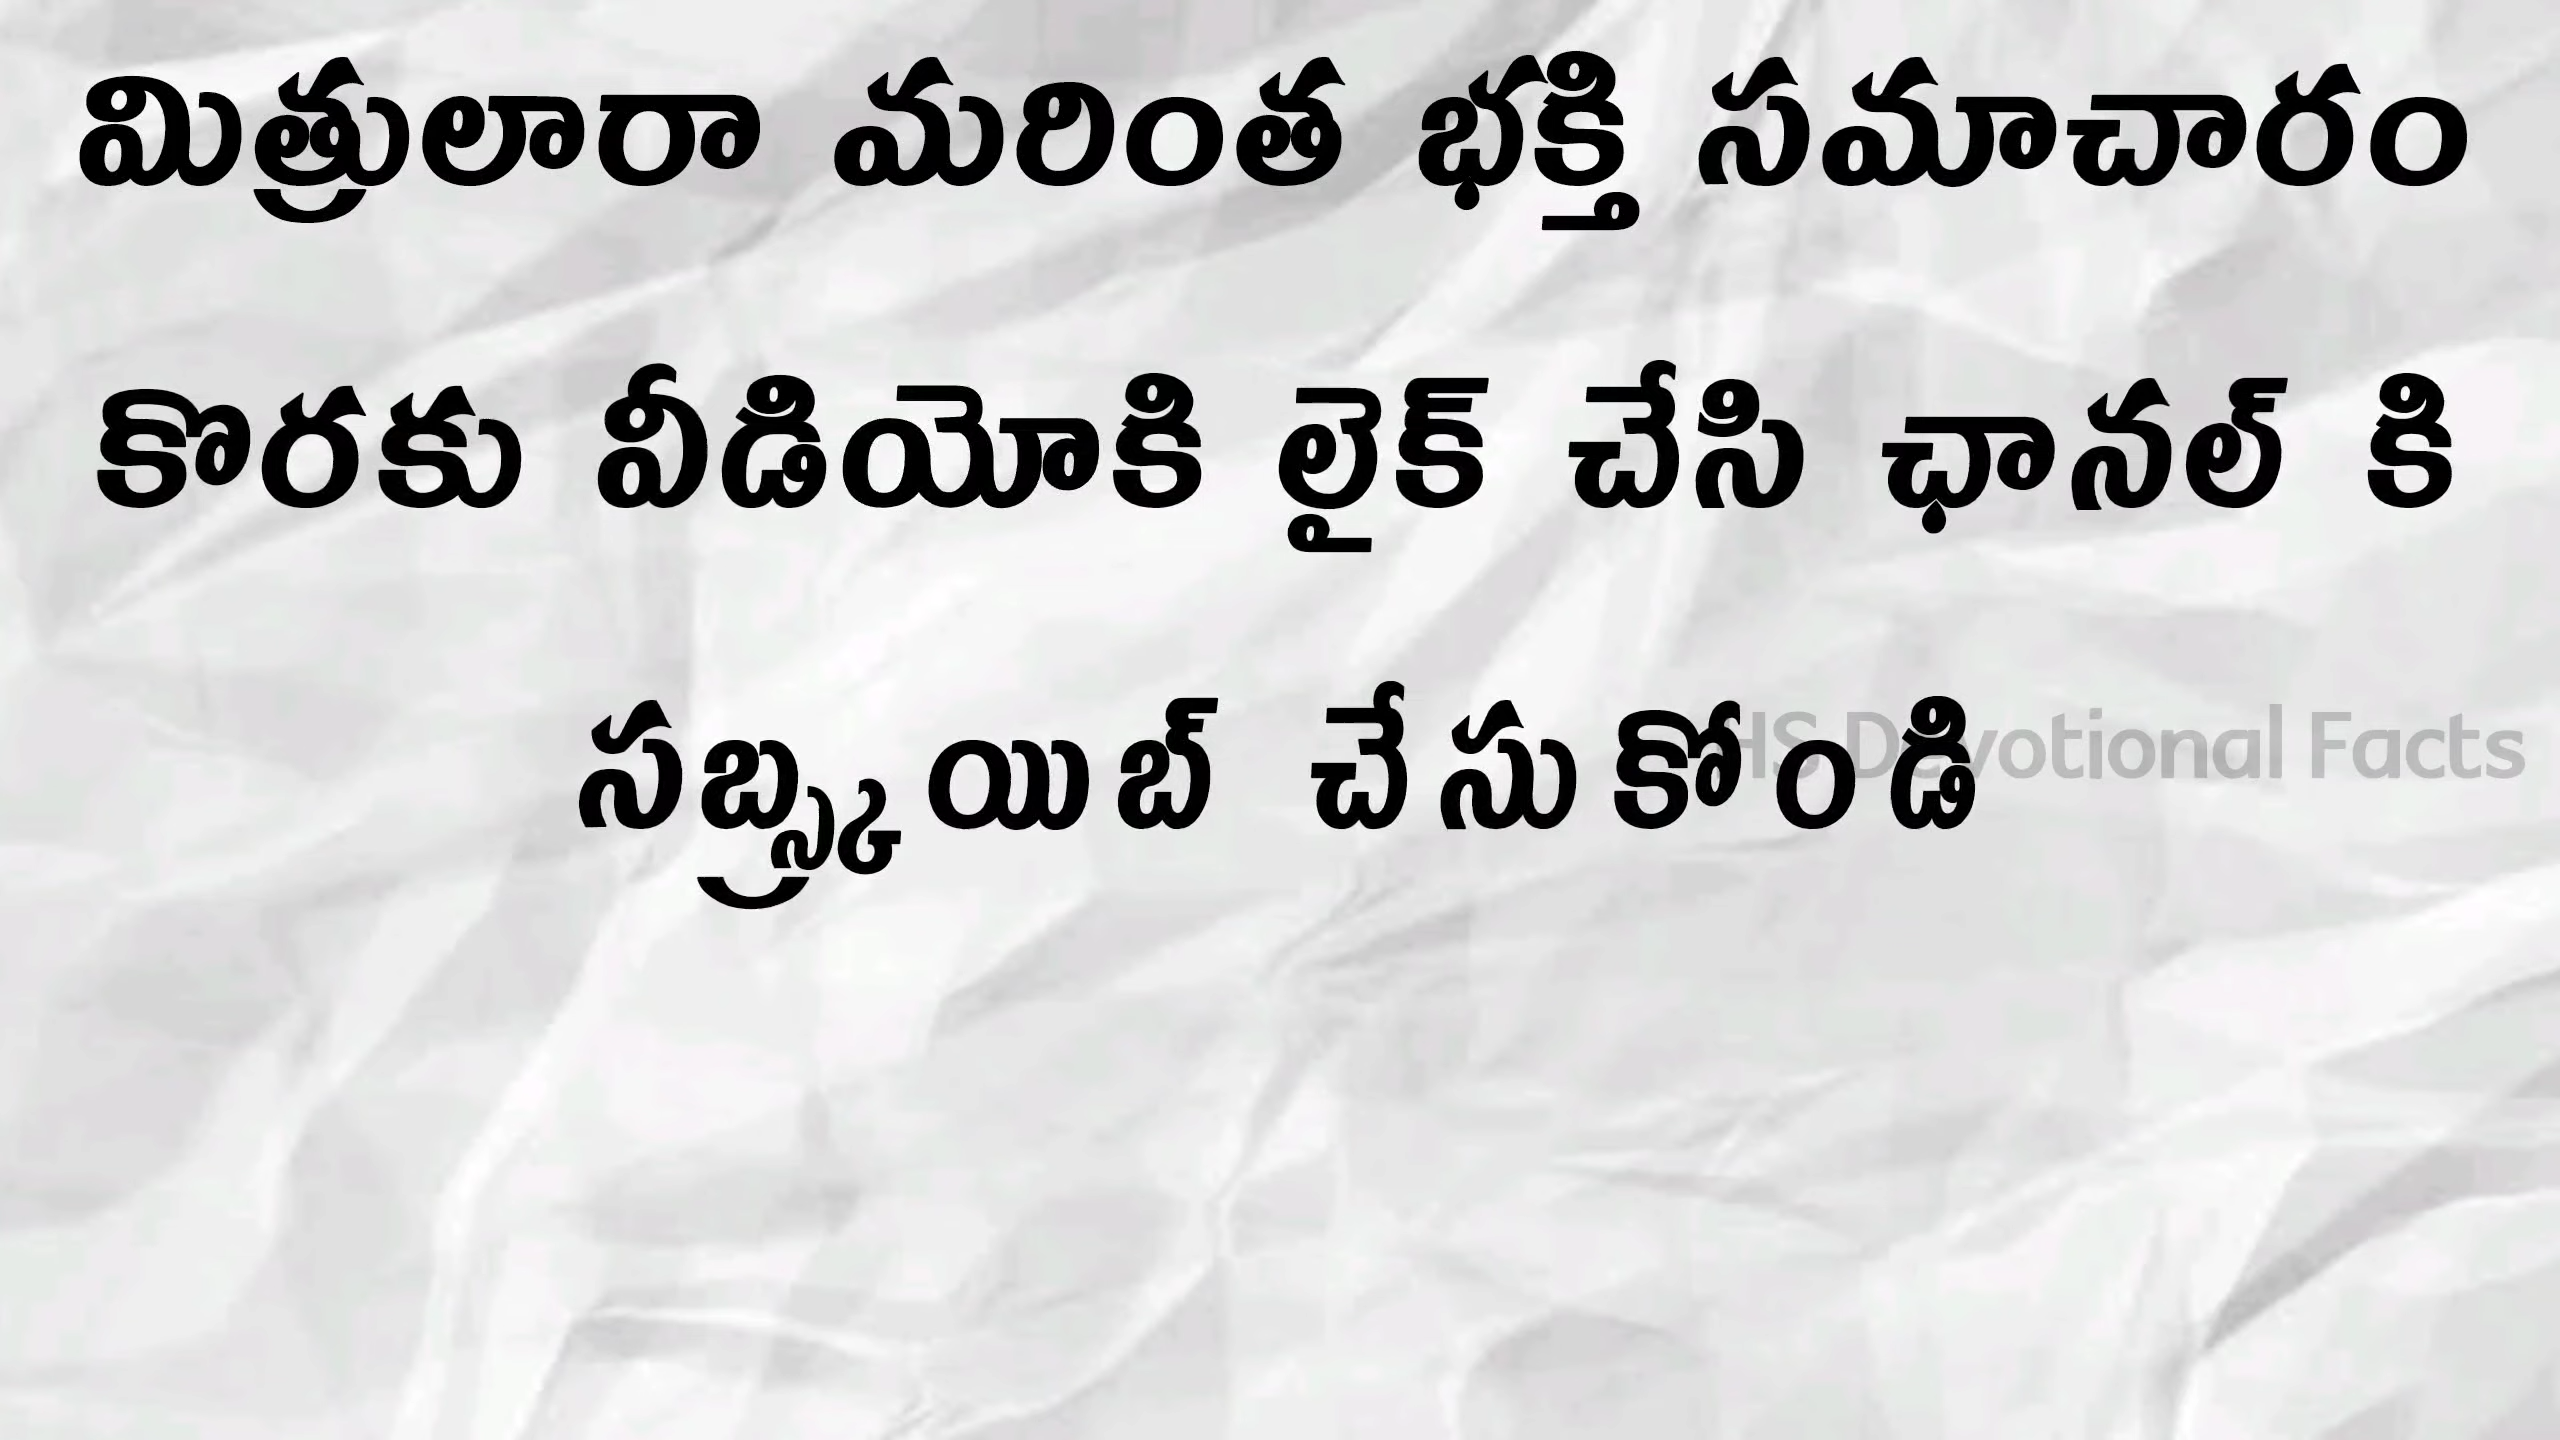 మిత్రులారా మరింత భక్తి సమాచారం
కొరకు వీడియోకి లైక్ చేసి ఛానల్ కి
సబ్స్క్రయిబ్ చేసుకోండి
HS Devotional Facts